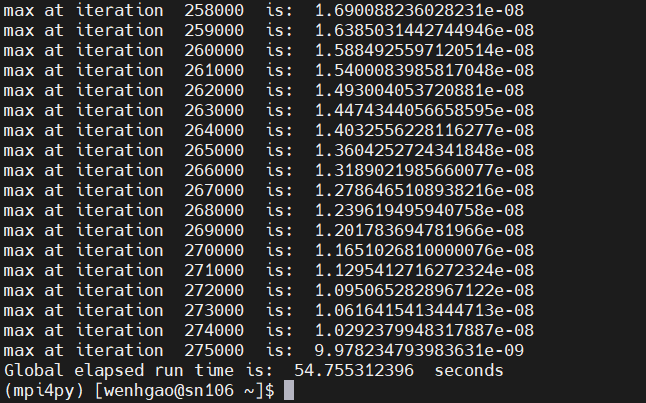 max at iteration  258000  is:  1.690088236028231e-08
max at iteration  259000  is:  1.6385031442744946e-08
max at iteration  260000  is:  1.5884925597120514e-08
max at iteration  261000  is:  1.5400083985817048e-08
max at iteration  262000  is:  1.493004053720881e-08
max at iteration  263000  is:  1.4474344056658595e-08
max at iteration  264000  is:  1.4032556228116277e-08
max at iteration  265000  is:  1.3604252724341848e-08
max at iteration  266000  is:  1.3189021985660077e-08
max at iteration  267000  is:  1.2786465108938216e-08
max at iteration  268000  is:  1.239619495940758e-08
max at iteration  269000  is:  1.201783694781966e-08
max at iteration  270000  is:  1.1651026810000076e-08
max at iteration  271000  is:  1.1295412716272324e-08
max at iteration  272000  is:  1.0950652828967122e-08
max at iteration  273000  is:  1.0616415413444713e-08
max at iteration  274000  is:  1.0292379948317887e-08
max at iteration  275000  is:  9.978234793983631e-09
Global elapsed run time is:  54.755312396  seconds
(mpi4py) [wenhgao@sn106 ~]$